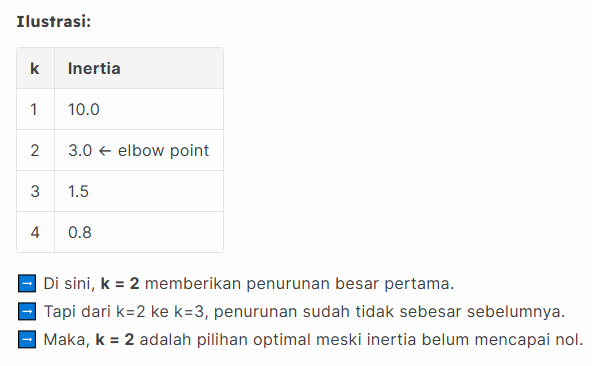 Ilustrasi:
k Inertia
1 10.0
2 3.0 ← elbow point
3 1.5
4 0.8
➡ Di sini, k = 2 memberikan penurunan besar pertama.
➡ Tapi dari k=2 ke k=3, penurunan sudah tidak sebesar sebelumnya.
➡ Maka, k = 2 adalah pilihan optimal meski inertia belum mencapai nol.